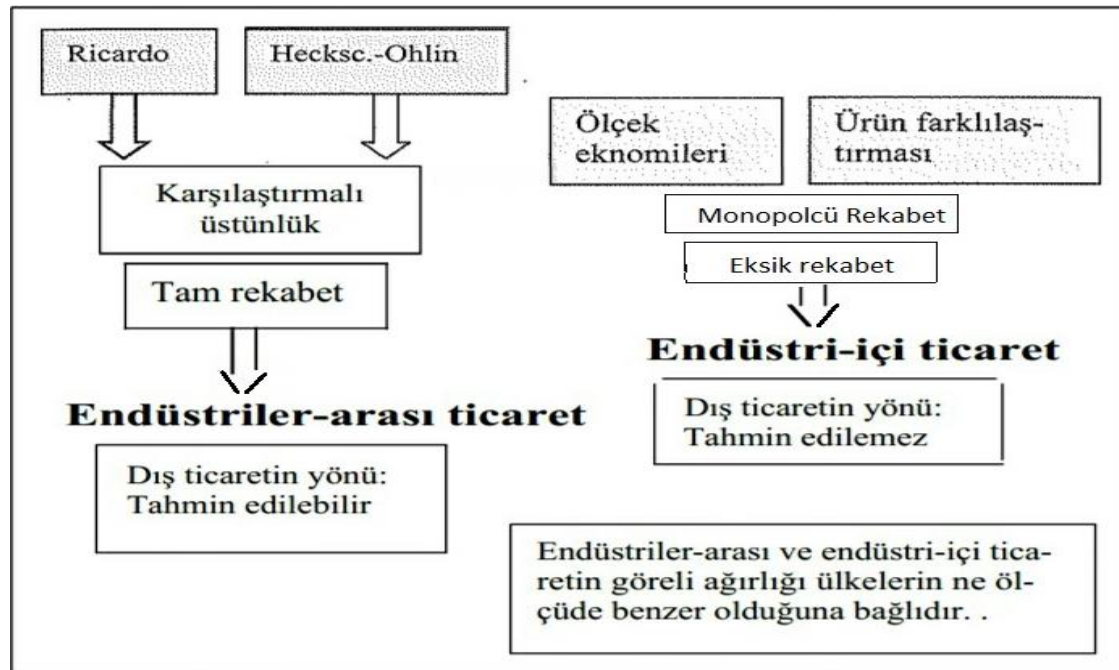 Ricardo
Hecksc.-Ohlin
Karşılaştırmalı
üstünlük
Tam rekabet
Endüstriler-arası ticaret
Dış ticaretin yönü:
Tahmin edilebilir
Ölçek
eknomileri
Ürün farklılaş-
tırması
Monopolcü Rekabet
Eksik rekabet
Endüstri-içi ticaret
Dış ticaretin yönü:
Tahmin edilemez
Endüstriler-arası ve endüstri-içi tica-
retin göreli ağırlığı ülkelerin ne öl-
çüde benzer olduğuna bağlıdır. .